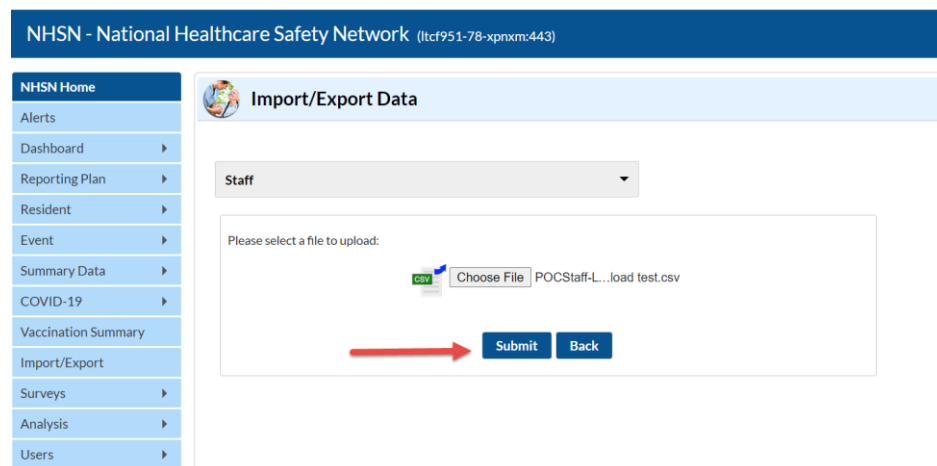 NHSN - National Healthcare Safety Network (ltcf951-78-xpnxm:443)
NHSN Home
Alerts
Dashboard
Reporting Plan
Resident
Event
Summary Data
COVID-19
Vaccination Summary
Import/Export
Surveys
Analysis
Users
Import/Export Data
Staff
Please select a file to upload:
CSV
Choose File POCStaff-L...load test.csv
Submit Back